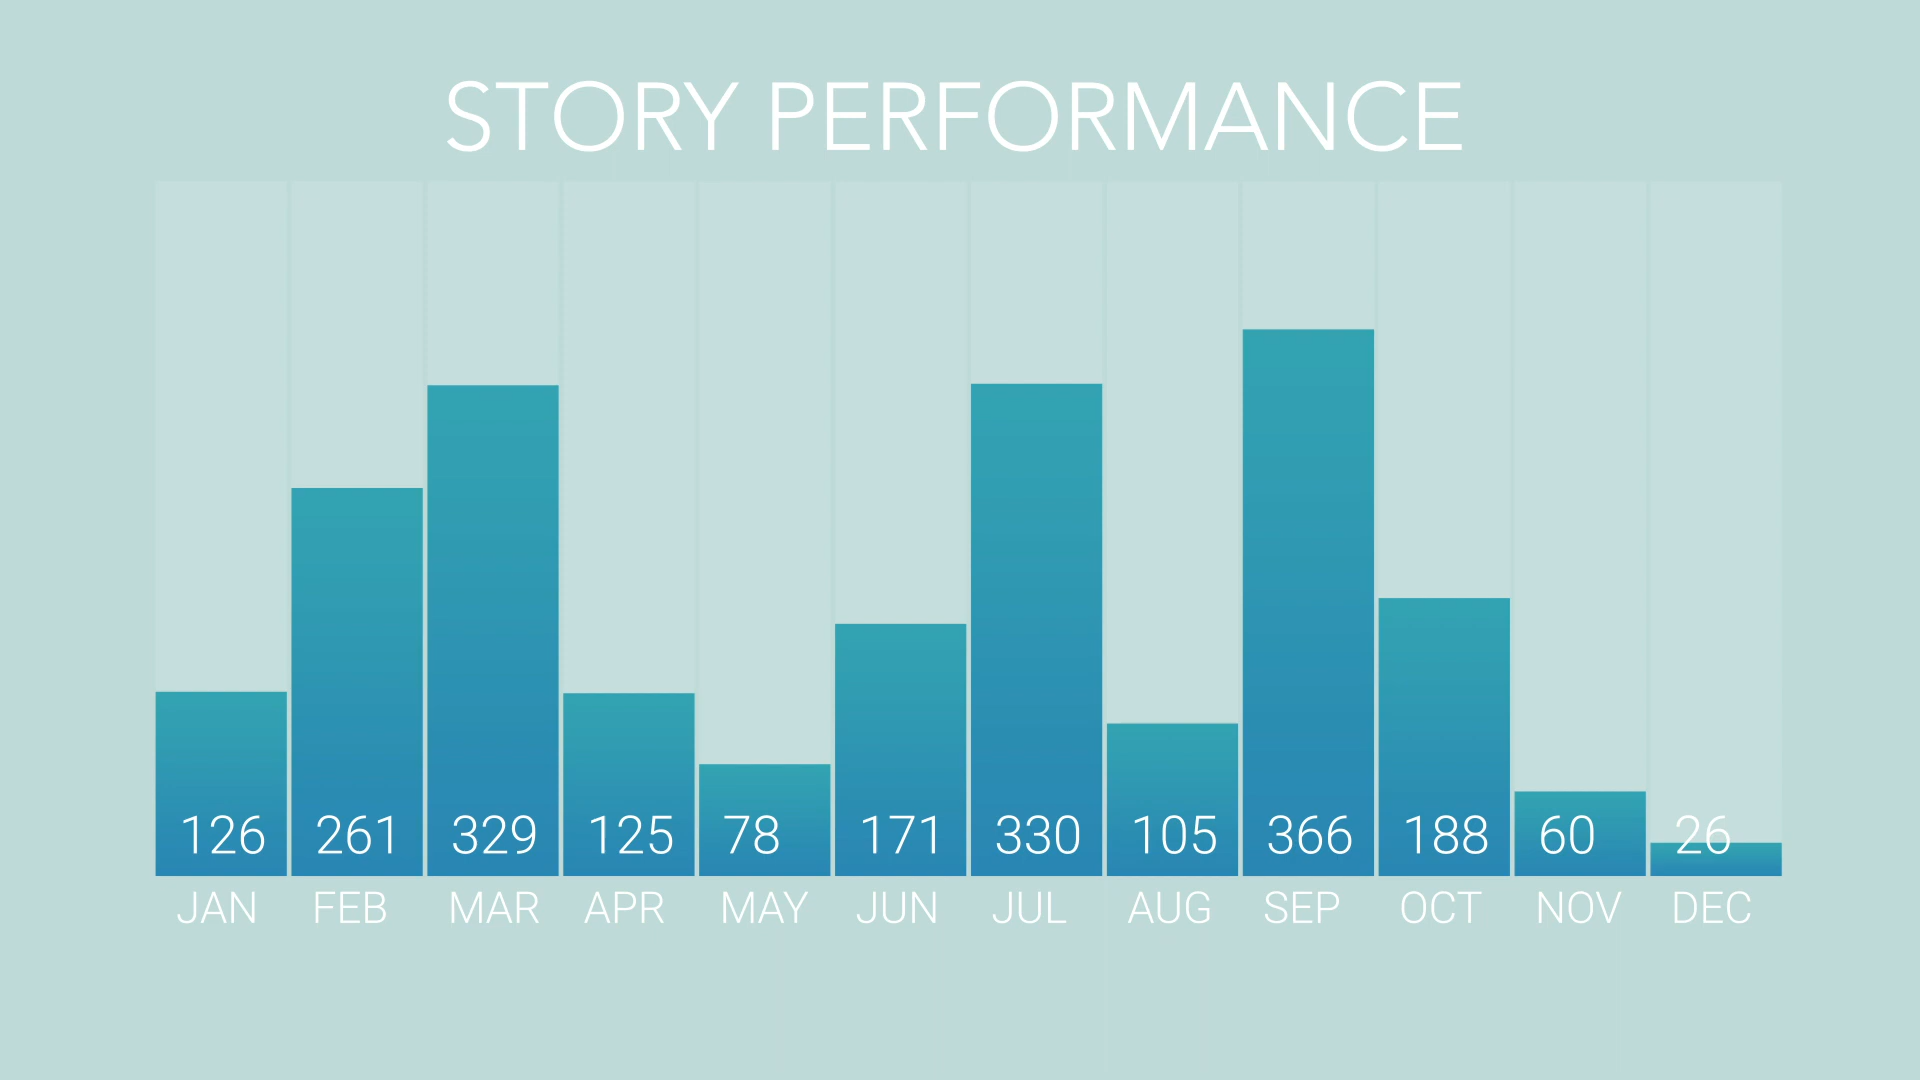 STORY PERFORMANCE
126 261 329 125 78 171 330 105 366 188 60 26
JAN FEB MAR APR MAY JUN JUL AUG SEP OCT NOV DEC